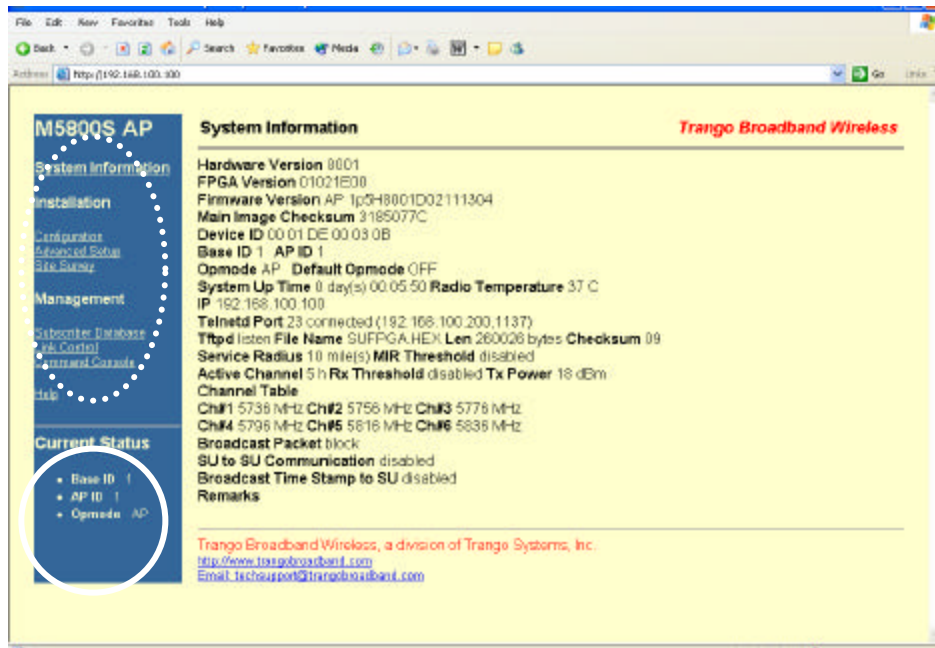 File Edit View Favorites Tools Help
Back Search Favorites Media
Address http://192.168.100.100 Go Links
M5800S AP
System Information
Installation
Configuration
Advanced Setup
Site Survey
Management
Subscriber Database
Link Control
Command Console
Help
Current Status
Base ID 1
AP ID 1
Opmode AP
System Information Trango Broadband Wireless
Hardware Version 8001
FPGA Version 01021E00
Firmware Version AP 1p5H8001D02111304
Main Image Checksum 3185077C
Device ID 00 01 DE 00 03 0B
Base ID 1 AP ID 1
Opmode AP Default Opmode OFF
System Up Time 0 day(s) 00:05:50 Radio Temperature 37 C
IP 192.168.100.100
Telnetd Port 23 connected (192.168.100.200,1137)
Tftpd listen File Name SUFPGA.HEX Len 260026 bytes Checksum 09
Service Radius 10 mile(s) MIR Threshold disabled
Active Channel 5 h Rx Threshold disabled Tx Power 18 dBm
Channel Table
Ch#1 5736 MHz Ch#2 5756 MHz Ch#3 5776 MHz
Ch#4 5796 MHz Ch#5 5816 MHz Ch#6 5836 MHz
Broadcast Packet block
SU to SU Communication disabled
Broadcast Time Stamp to SU disabled
Remarks
Trango Broadband Wireless, a division of Trango Systems, Inc.
http://www.trangobroadband.com
Email: techsupport@trangobroadband.com